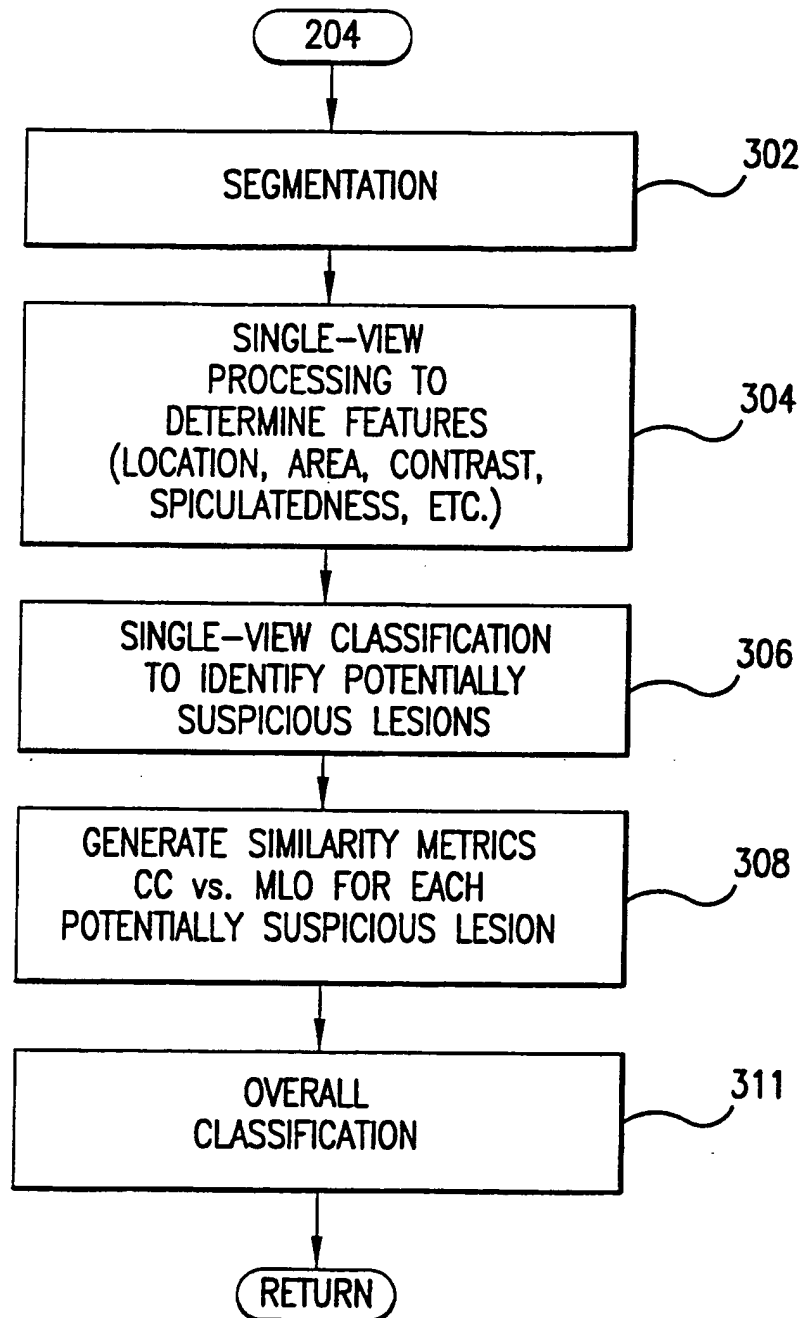 204
SEGMENTATION
302
SINGLE-VIEW
PROCESSING TO
DETERMINE FEATURES
(LOCATION, AREA, CONTRAST,
SPICULATEDNESS, ETC.)
304
SINGLE-VIEW CLASSIFICATION
TO IDENTIFY POTENTIALLY
SUSPICIOUS LESIONS
306
GENERATE SIMILARITY METRICS
CC vs. MLO FOR EACH
POTENTIALLY SUSPICIOUS LESION
308
OVERALL
CLASSIFICATION
311
RETURN